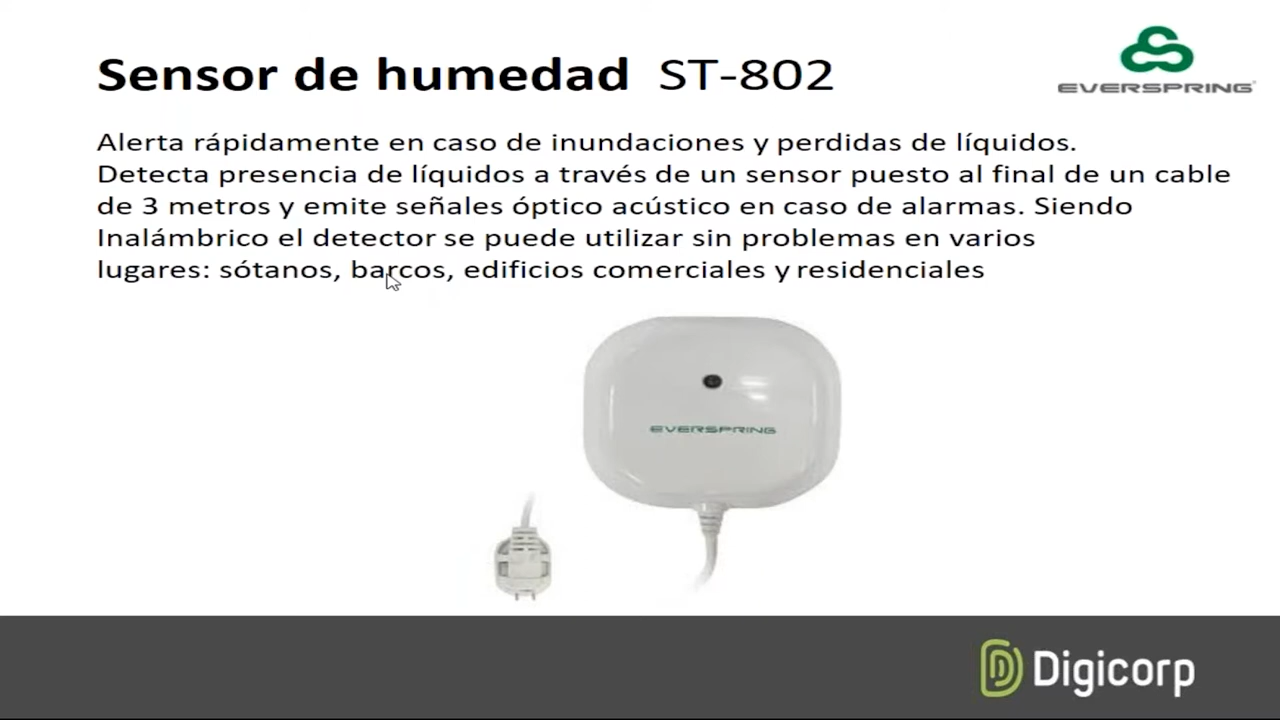 Sensor de humedad ST-802
EVERSPRING
Alerta rápidamente en caso de inundaciones y perdidas de líquidos.
Detecta presencia de líquidos a través de un sensor puesto al final de un cable
de 3 metros y emite señales óptico acústico en caso de alarmas. Siendo
Inalámbrico el detector se puede utilizar sin problemas en varios
lugares: sótanos, barcos, edificios comerciales y residenciales
EVERSPRING
Digicorp